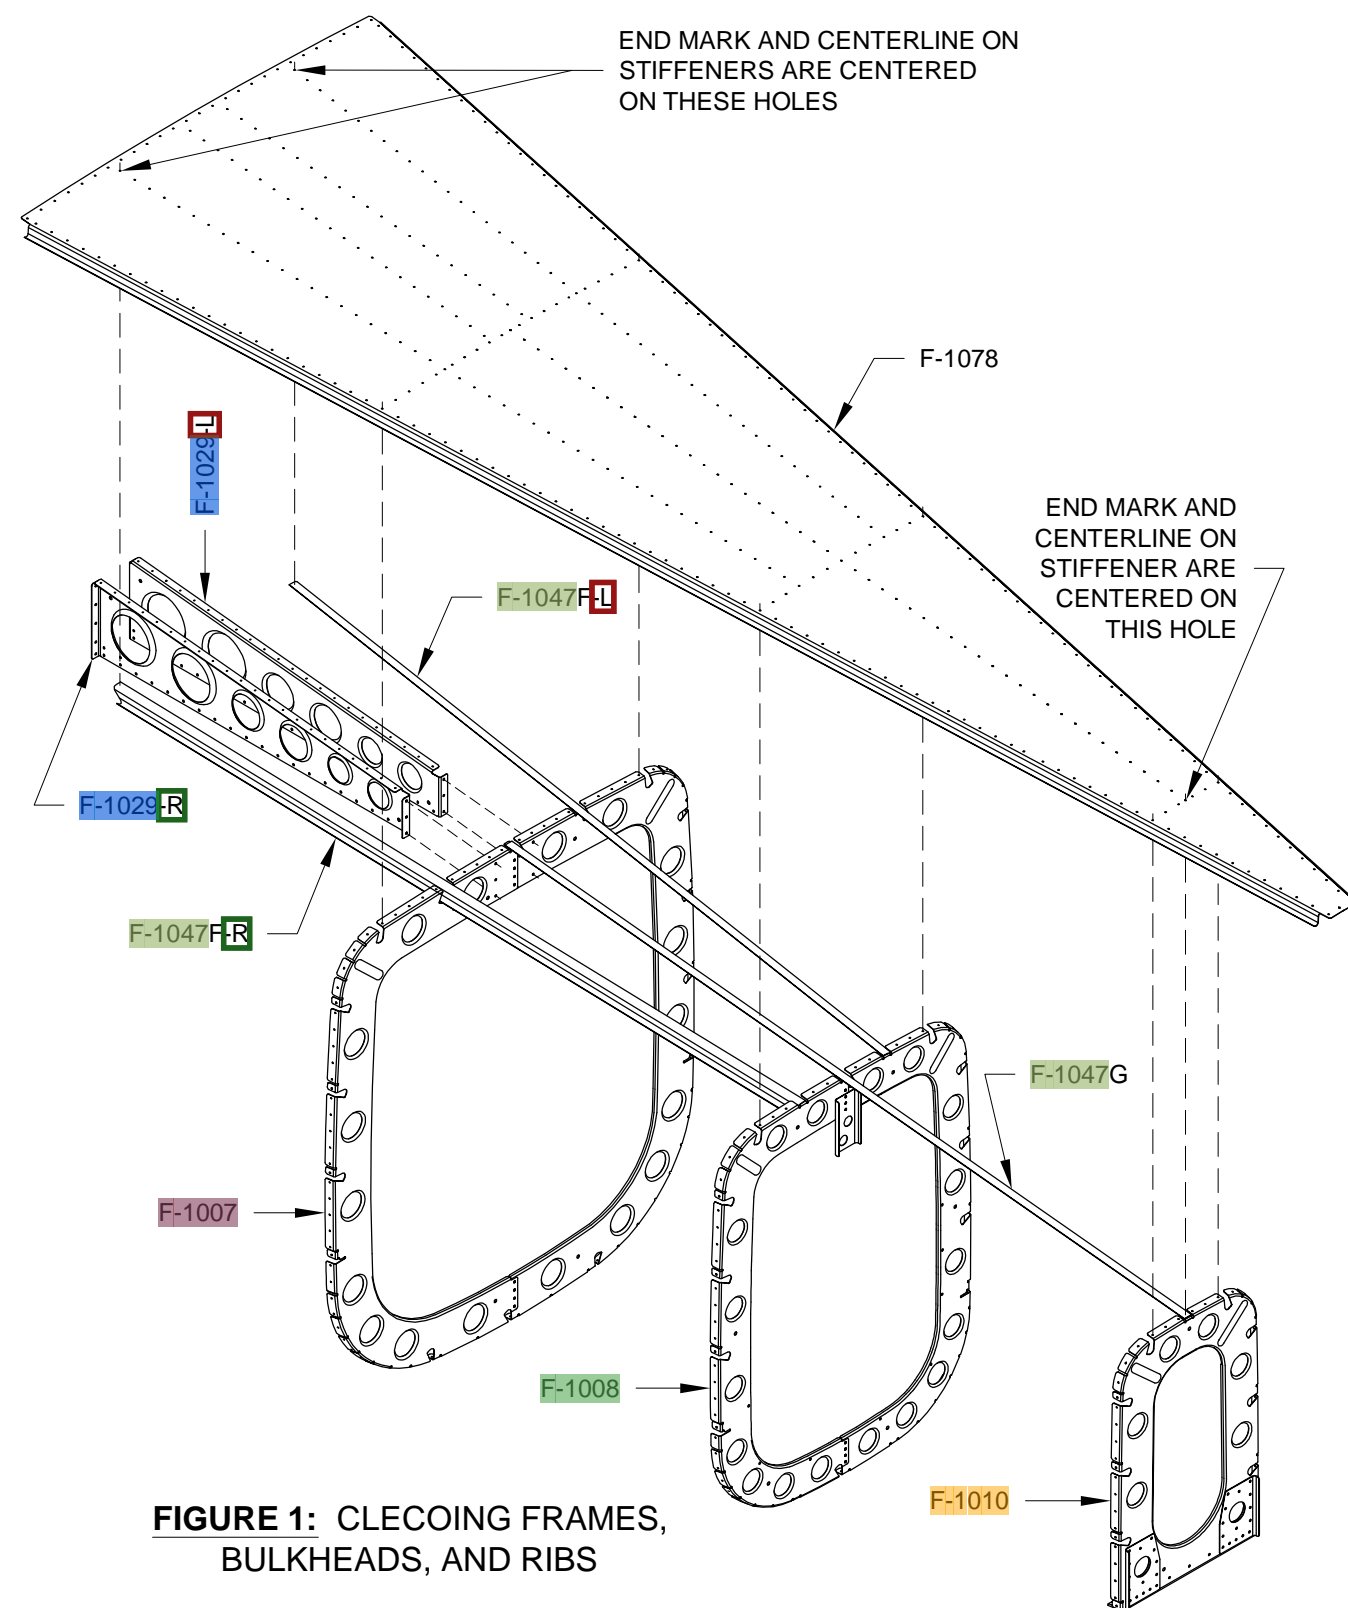 END MARK AND CENTERLINE ON
STIFFENERS ARE CENTERED
ON THESE HOLES
F-1078
F-1029-L
END MARK AND
CENTERLINE ON
STIFFENER ARE
CENTERED ON
THIS HOLE
F-1047F-L
F-1029-R
F-1047F-R
F-1047G
F-1007
F-1008
F-1010
FIGURE 1: CLECOING FRAMES,
BULKHEADS, AND RIBS